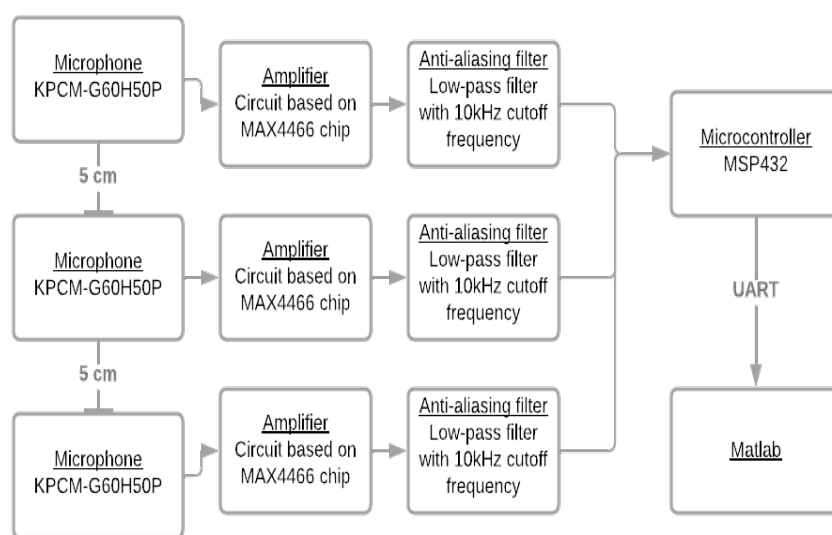 Microphone
KPCM-G60H50P
Amplifier
Circuit based on
MAX4466 chip
Anti-aliasing filter
Low-pass filter
with 10kHz cutoff
frequency
5 cm
Microphone
KPCM-G60H50P
Amplifier
Circuit based on
MAX4466 chip
Anti-aliasing filter
Low-pass filter
with 10kHz cutoff
frequency
5 cm
Microphone
KPCM-G60H50P
Amplifier
Circuit based on
MAX4466 chip
Anti-aliasing filter
Low-pass filter
with 10kHz cutoff
frequency
Microcontroller
MSP432
UART
Matlab